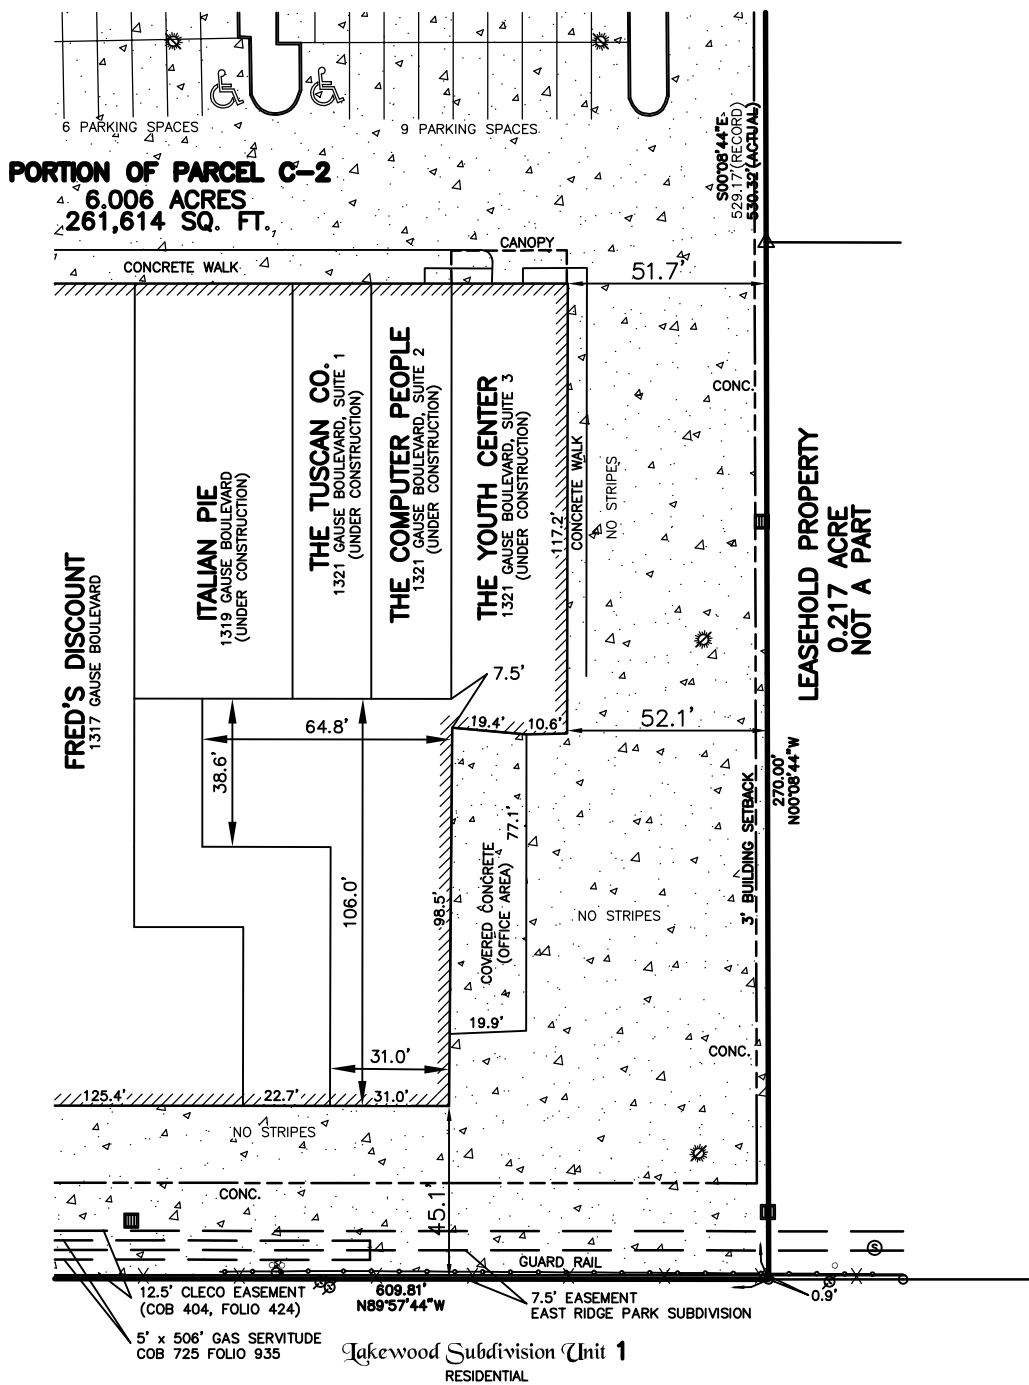 6 PARKING SPACES
9 PARKING SPACES
S00°08'44"E
529.17'(RECORD)
530.32'(ACTUAL)
PORTION OF PARCEL C-2
6.006 ACRES
261,614 SQ. FT.
CANOPY
CONCRETE WALK
51.7'
CONC.
FRED'S DISCOUNT
1317 GAUSE BOULEVARD
ITALIAN PIE
1319 GAUSE BOULEVARD
(UNDER CONSTRUCTION)
THE TUSCAN CO.
1321 GAUSE BOULEVARD, SUITE 1
(UNDER CONSTRUCTION)
THE COMPUTER PEOPLE
1321 GAUSE BOULEVARD, SUITE 2
(UNDER CONSTRUCTION)
THE YOUTH CENTER
1321 GAUSE BOULEVARD, SUITE 3
(UNDER CONSTRUCTION)
117.2'
CONCRETE WALK
NO STRIPES
LEASEHOLD PROPERTY
0.217 ACRE
NOT A PART
7.5'
64.8'
19.4'
10.6'
52.1'
38.6'
106.0'
98.5'
77.1'
COVERED CONCRETE
(OFFICE AREA)
NO STRIPES
3' BUILDING SETBACK
270.00'
N00°08'44"W
19.9'
31.0'
CONC.
125.4'
22.7'
31.0'
NO STRIPES
CONC.
45.1'
S
GUARD RAIL
12.5' CLECO EASEMENT
(COB 404, FOLIO 424)
609.81'
N89°57'44"W
7.5' EASEMENT
EAST RIDGE PARK SUBDIVISION
0.9'
5' x 506' GAS SERVITUDE
COB 725 FOLIO 935
Lakewood Subdivision Unit 1
RESIDENTIAL